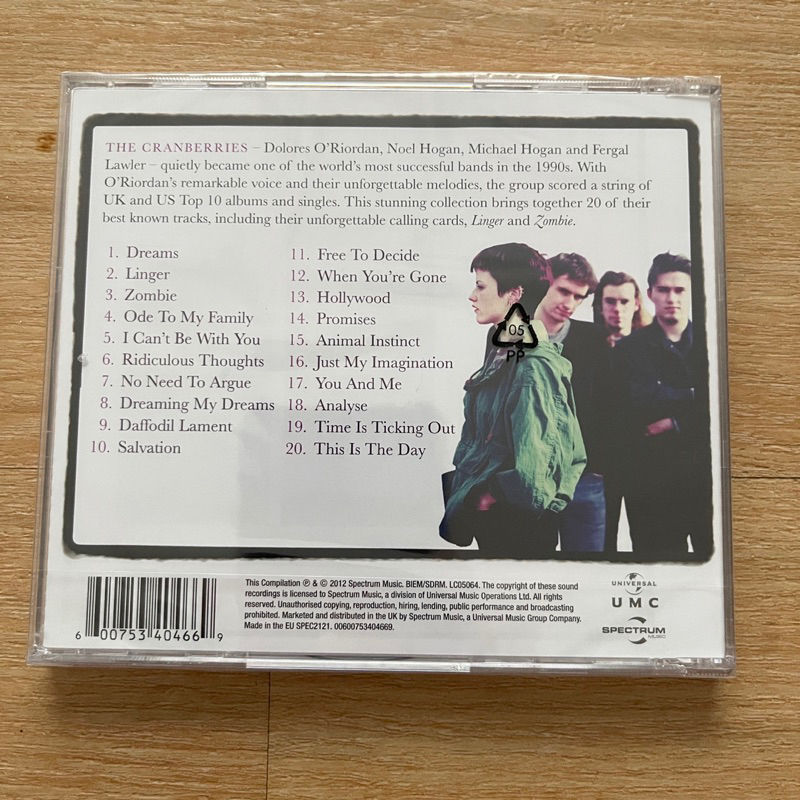 THE CRANBERRIES – Dolores O'Riordan, Noel Hogan, Michael Hogan and Fergal
Lawler – quietly became one of the world's most successful bands in the 1990s. With
O'Riordan's remarkable voice and their unforgettable melodies, the group scored a string of
UK and US Top 10 albums and singles. This stunning collection brings together 20 of their
best known tracks, including their unforgettable calling cards, Linger and Zombie.
1. Dreams
2. Linger
3. Zombie
4. Ode To My Family
5. I Can't Be With You
6. Ridiculous Thoughts
7. No Need To Argue
8. Dreaming My Dreams
9. Daffodil Lament
10. Salvation
11. Free To Decide
12. When You're Gone
13. Hollywood
14. Promises
15. Animal Instinct
16. Just My Imagination
17. You And Me
18. Analyse
19. Time Is Ticking Out
20. This Is The Day
05
PP
6 00753 40466 9
This Compilation ℗ & © 2012 Spectrum Music. BIEM/SDRM. LC05064. The copyright of these sound
recordings is licensed to Spectrum Music, a division of Universal Music Operations Ltd. All rights
reserved. Unauthorised copying, reproduction, hiring, lending, public performance and broadcasting
prohibited. Marketed and distributed in the UK by Spectrum Music, a Universal Music Group Company.
Made in the EU SPEC2121. 00600753404669.
UNIVERSAL
UMC
SPECTRUM
MUSIC